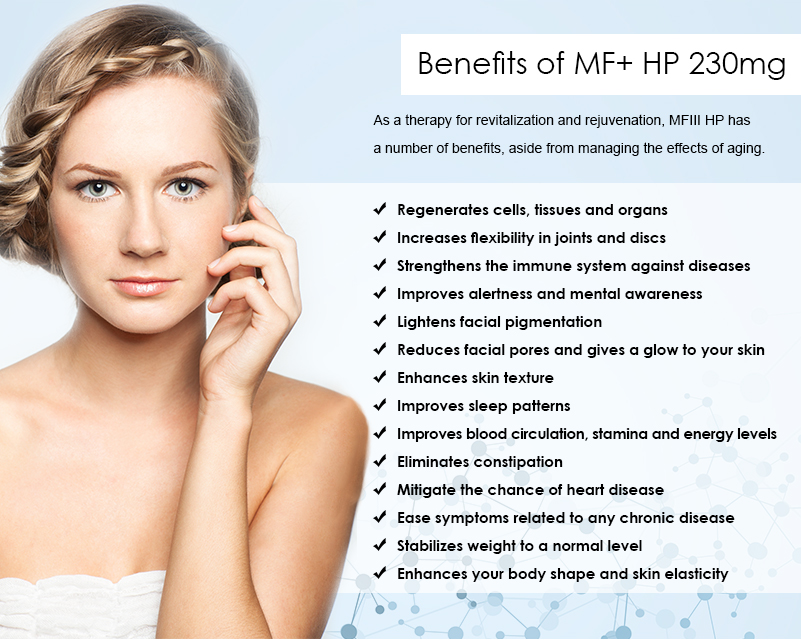 Benefits of MF+ HP 230mg
As a therapy for revitalization and rejuvenation, MFIII HP has
a number of benefits, aside from managing the effects of aging.
Regenerates cells, tissues and organs
Increases flexibility in joints and discs
Strengthens the immune system against diseases
Improves alertness and mental awareness
Lightens facial pigmentation
Reduces facial pores and gives a glow to your skin
Enhances skin texture
Improves sleep patterns
Improves blood circulation, stamina and energy levels
Eliminates constipation
Mitigate the chance of heart disease
Ease symptoms related to any chronic disease
Stabilizes weight to a normal level
Enhances your body shape and skin elasticity